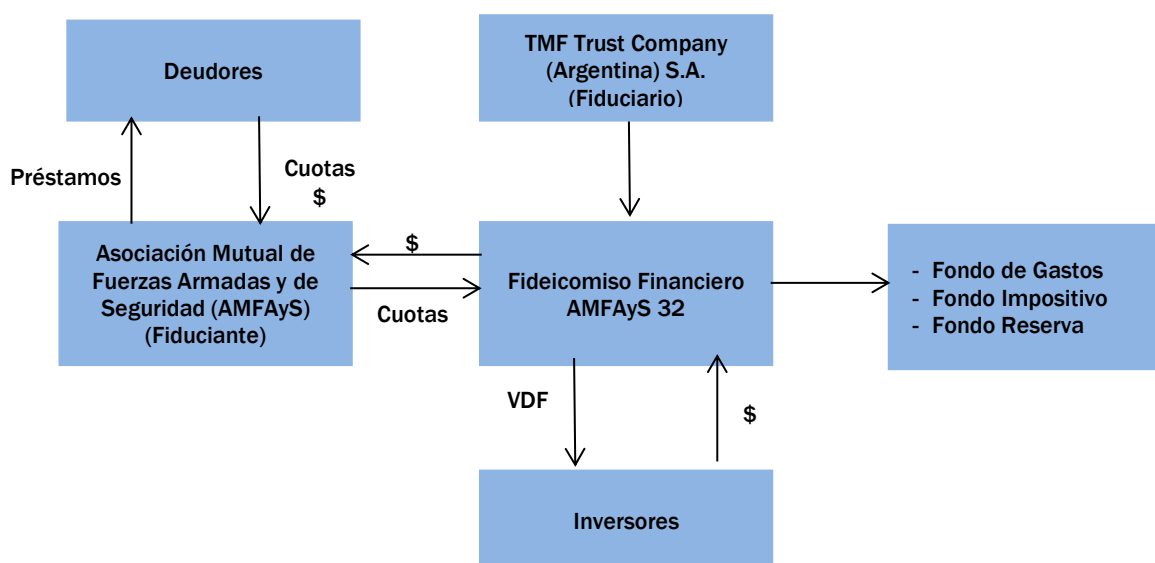 Deudores
TMF Trust Company
(Argentina) S.A.
(Fiduciario)
Préstamos
Cuotas
$
Asociación Mutual de
Fuerzas Armadas y de
Seguridad (AMFAyS)
(Fiduciante)
$
Cuotas
Fideicomiso Financiero
AMFAyS 32
- Fondo de Gastos
- Fondo Impositivo
- Fondo Reserva
VDF
$
Inversores